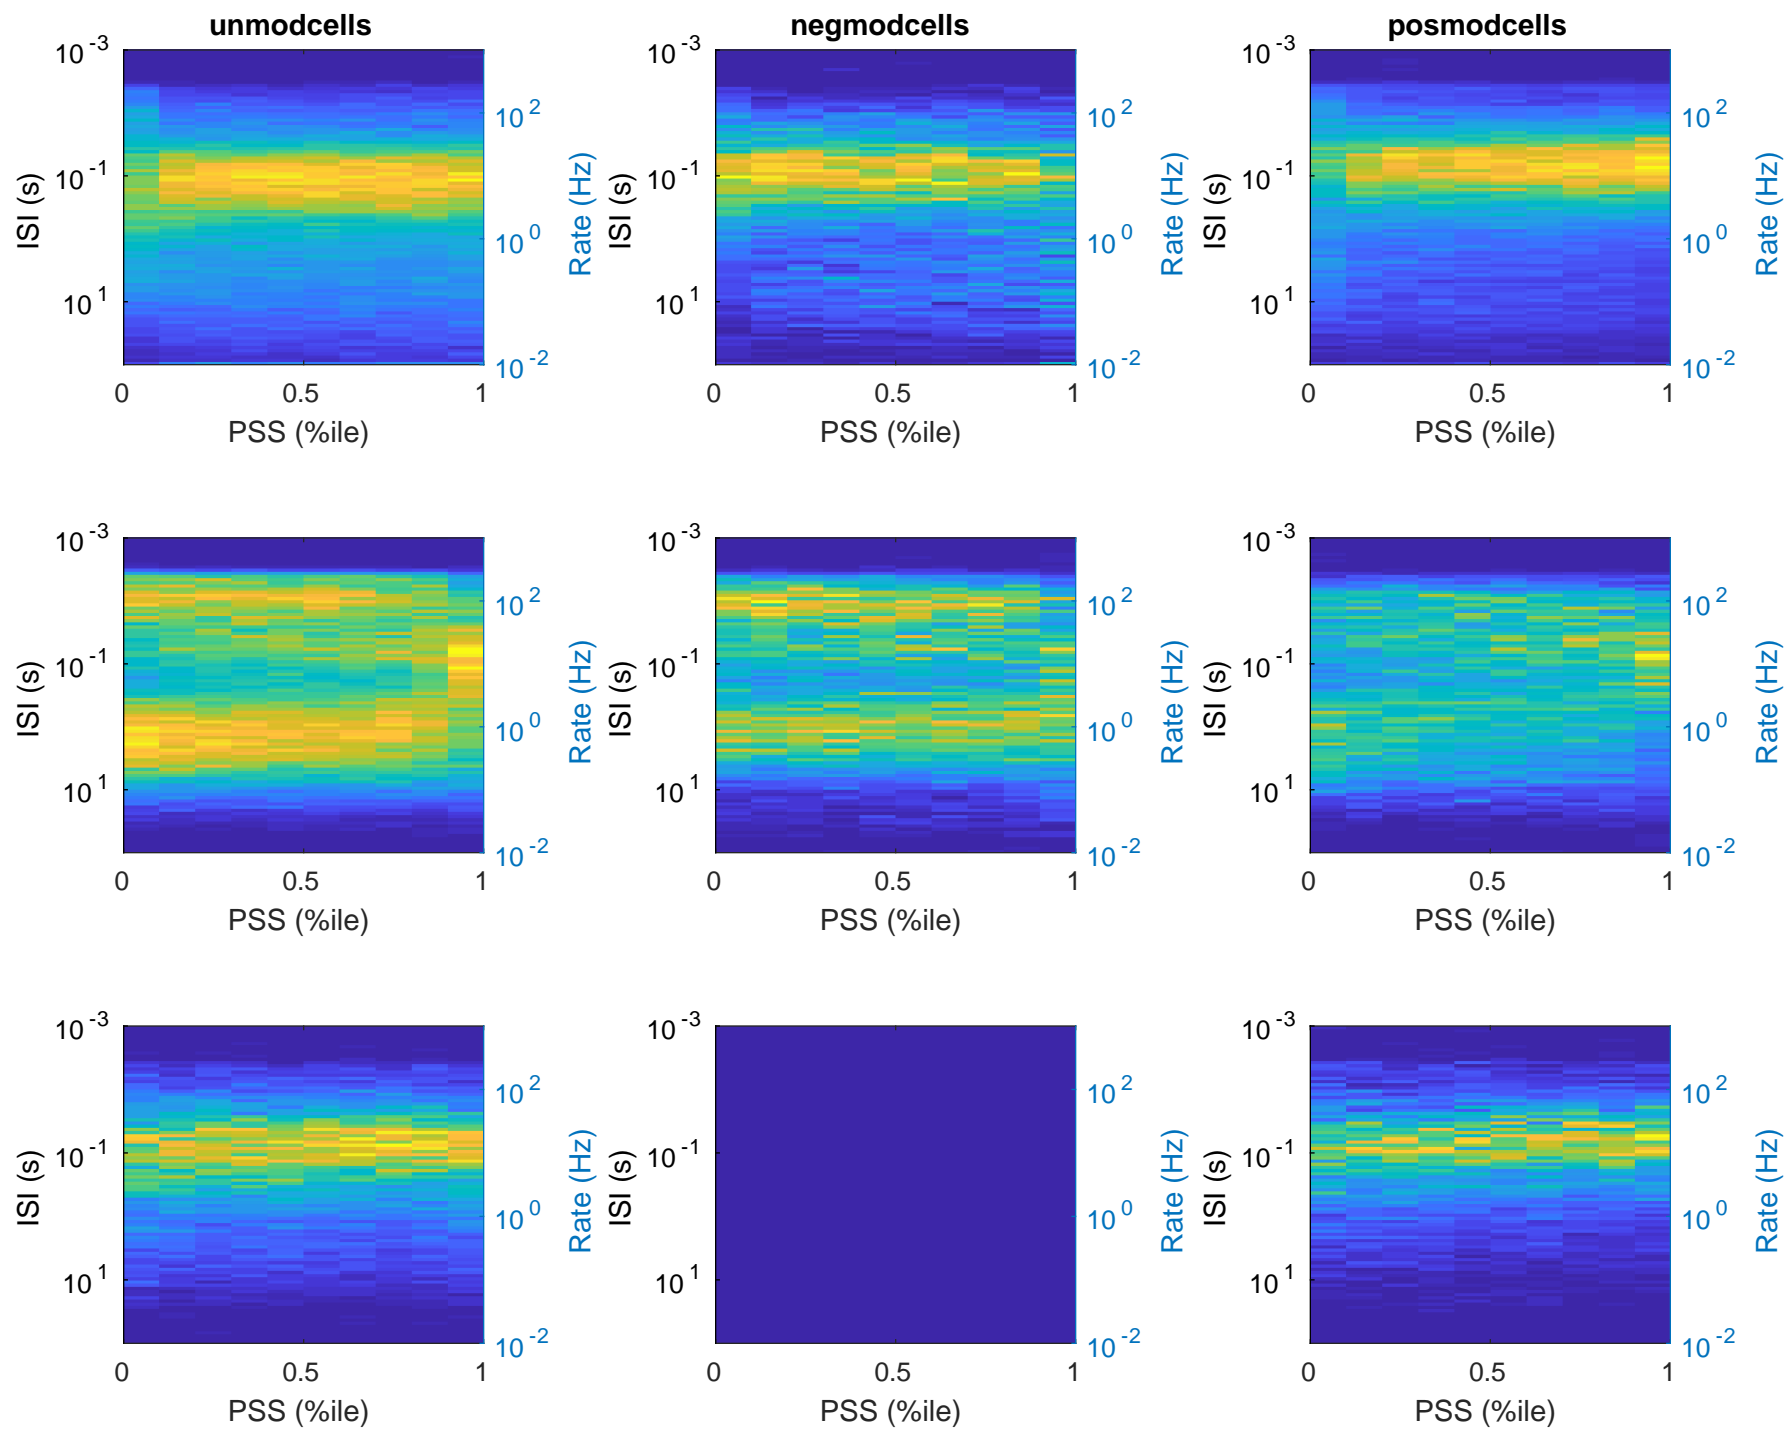 unmodcells negmodcells posmodcells
10^-3 10^-3 10^-3
10^2 10^2 10^2
10^-1 10^-1 10^-1
ISI (s) Rate (Hz) ISI (s) Rate (Hz) ISI (s) Rate (Hz)
10^0 10^0 10^0
10^1 10^1 10^1
10^-2 10^-2 10^-2
0 0.5 1 0 0.5 1 0 0.5 1
PSS (%ile) PSS (%ile) PSS (%ile)
10^-3 10^-3 10^-3
10^2 10^2 10^2
10^-1 10^-1 10^-1
ISI (s) Rate (Hz) ISI (s) Rate (Hz) ISI (s) Rate (Hz)
10^0 10^0 10^0
10^1 10^1 10^1
10^-2 10^-2 10^-2
0 0.5 1 0 0.5 1 0 0.5 1
PSS (%ile) PSS (%ile) PSS (%ile)
10^-3 10^-3 10^-3
10^2 10^2 10^2
10^-1 10^-1 10^-1
ISI (s) Rate (Hz) ISI (s) Rate (Hz) ISI (s) Rate (Hz)
10^0 10^0 10^0
10^1 10^1 10^1
10^-2 10^-2 10^-2
0 0.5 1 0 0.5 1 0 0.5 1
PSS (%ile) PSS (%ile) PSS (%ile)